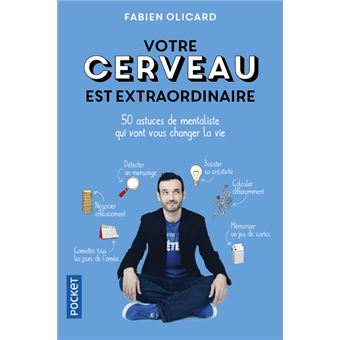 FABIEN OLICARD
VOTRE
CERVEAU
EST EXTRAORDINAIRE
50 astuces de mentaliste
qui vont vous changer la vie
Détecter
un mensonge
Booster
sa créativité
Négocier
efficacement
Calculer
différemment
Connaître tous
les jours de l'année
Mémoriser
un jeu de cartes
POCKET